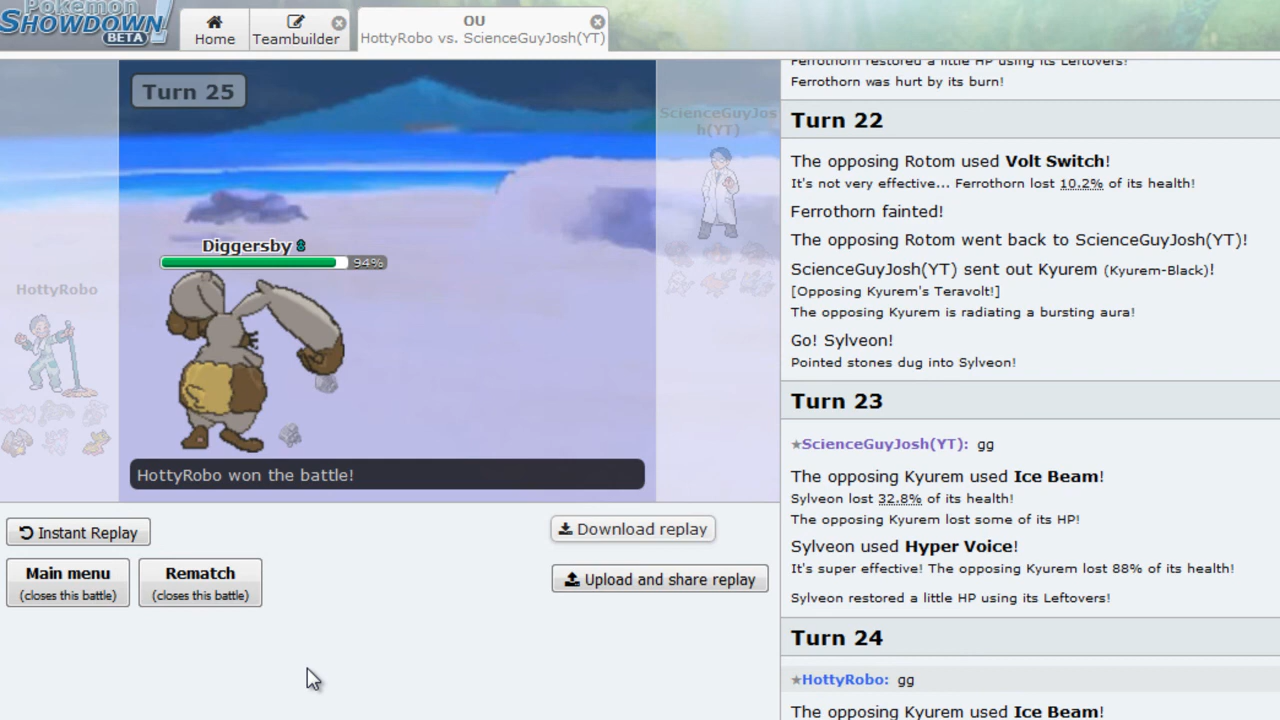 Pokémon
SHOWDOWN!
BETA
Home
Teambuilder
OU
HottyRobo vs. ScienceGuyJosh(YT)
Turn 25
ScienceGuyJos
h(YT)
Diggersby
94%
HottyRobo
HottyRobo won the battle!
Instant Replay
Download replay
Main menu
(closes this battle)
Rematch
(closes this battle)
Upload and share replay
Ferrothorn restored a little HP using its Leftovers!
Ferrothorn was hurt by its burn!
Turn 22
The opposing Rotom used Volt Switch!
It's not very effective... Ferrothorn lost 10.2% of its health!
Ferrothorn fainted!
The opposing Rotom went back to ScienceGuyJosh(YT)!
ScienceGuyJosh(YT) sent out Kyurem (Kyurem-Black)!
[Opposing Kyurem's Teravolt!]
The opposing Kyurem is radiating a bursting aura!
Go! Sylveon!
Pointed stones dug into Sylveon!
Turn 23
★ScienceGuyJosh(YT): gg
The opposing Kyurem used Ice Beam!
Sylveon lost 32.8% of its health!
The opposing Kyurem lost some of its HP!
Sylveon used Hyper Voice!
It's super effective! The opposing Kyurem lost 88% of its health!
Sylveon restored a little HP using its Leftovers!
Turn 24
★HottyRobo: gg
The opposing Kyurem used Ice Beam!